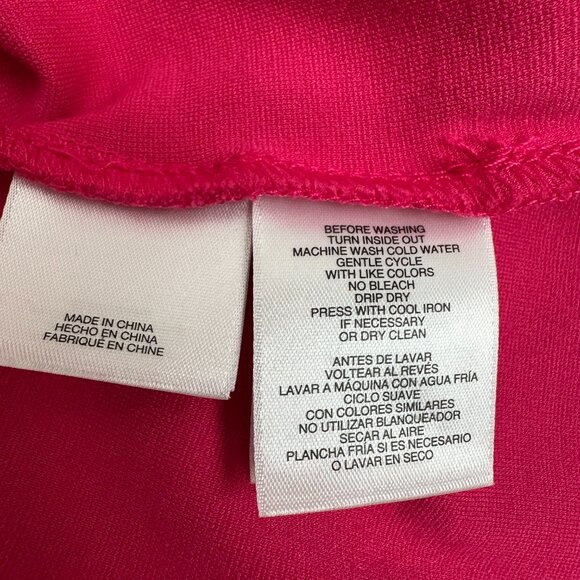 MADE IN CHINA
HECHO EN CHINA
FABRIQUÉ EN CHINE
BEFORE WASHING
TURN INSIDE OUT
MACHINE WASH COLD WATER
GENTLE CYCLE
WITH LIKE COLORS
NO BLEACH
DRIP DRY
PRESS WITH COOL IRON
IF NECESSARY
OR DRY CLEAN
ANTES DE LAVAR
VOLTEAR AL REVÉS
LAVAR A MÁQUINA CON AGUA FRÍA
CICLO SUAVE
CON COLORES SIMILARES
NO UTILIZAR BLANQUEADOR
SECAR AL AIRE
PLANCHA FRÍA SI ES NECESARIO
O LAVAR EN SECO